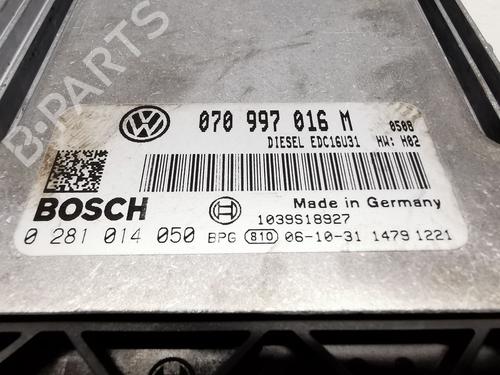 B-PARTS
070 997 016 M 0508
DIESEL EDC16U31 HW: H02
BOSCH
Made in Germany
1039S18927
0 281 014 050 BPG 810 06-10-31 1479 1221